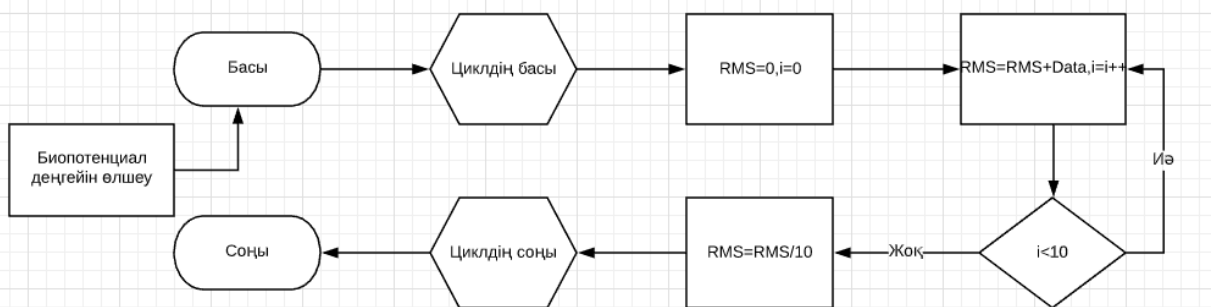 Басы
Циклдің басы
RMS=0,i=0
RMS=RMS+Data,i=i++
Биопотенциал
деңгейін өлшеу
Иә
Соңы
Циклдің соңы
RMS=RMS/10
Жоқ
i<10